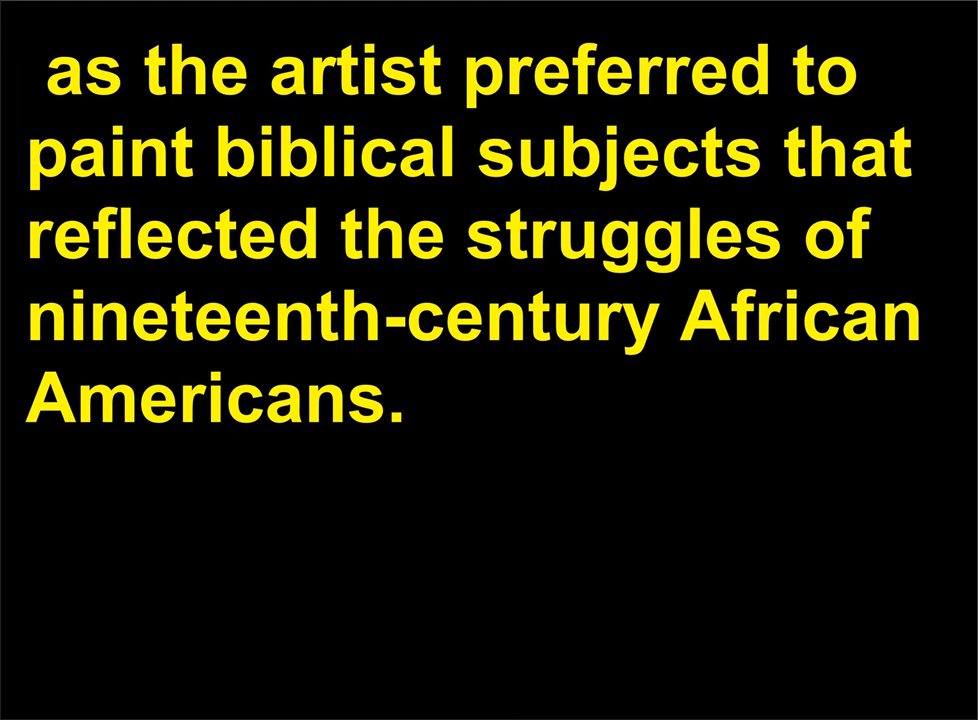 as the artist preferred to
paint biblical subjects that
reflected the struggles of
nineteenth-century African
Americans.